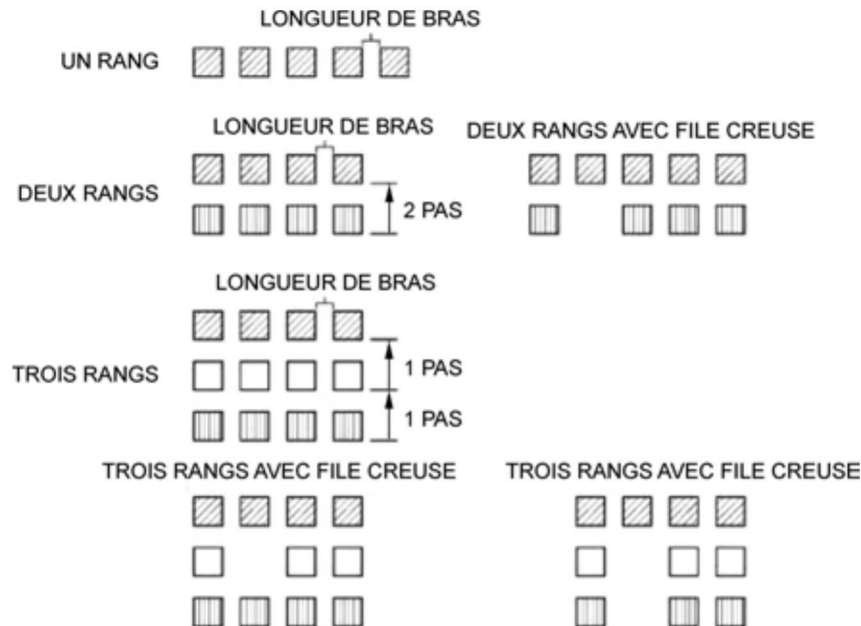 LONGUEUR DE BRAS
UN RANG
LONGUEUR DE BRAS
DEUX RANGS AVEC FILE CREUSE
DEUX RANGS
2 PAS
LONGUEUR DE BRAS
1 PAS
TROIS RANGS
1 PAS
TROIS RANGS AVEC FILE CREUSE
TROIS RANGS AVEC FILE CREUSE